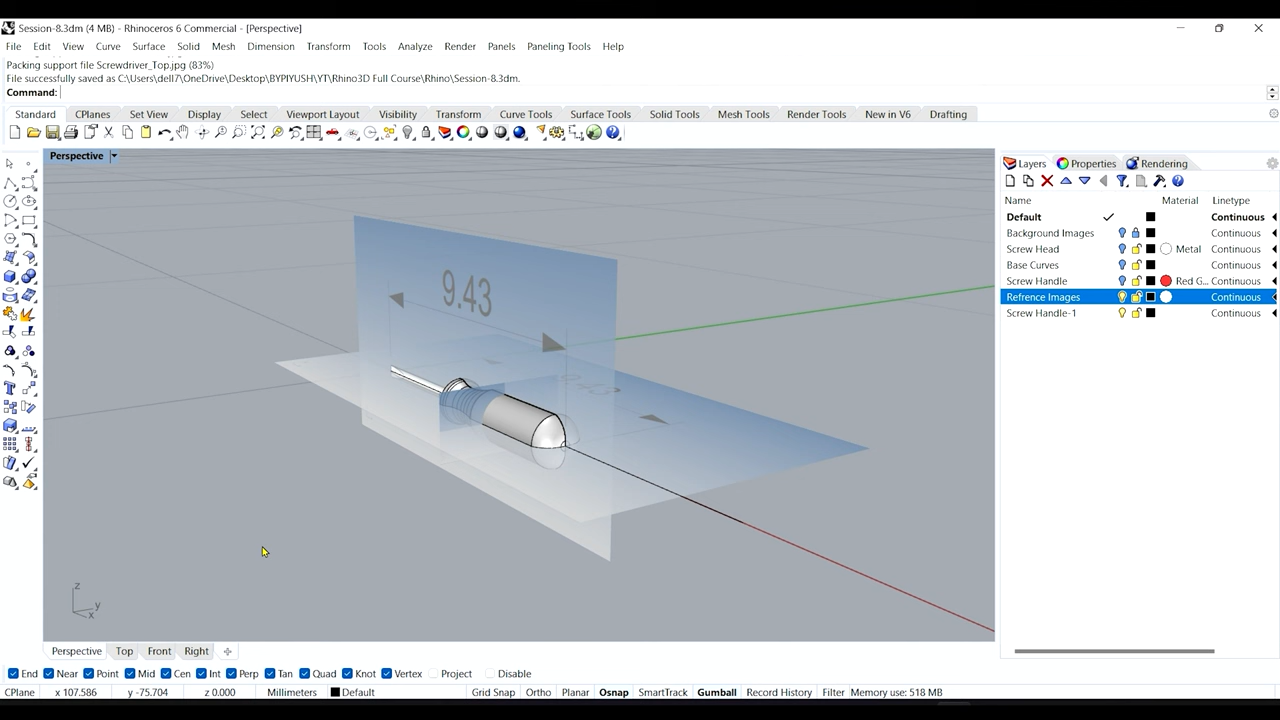 Session-8.3dm (4 MB) - Rhinoceros 6 Commercial - [Perspective]
File Edit View Curve Surface Solid Mesh Dimension Transform Tools Analyze Render Panels Paneling Tools Help
Packing support file Screwdriver_Top.jpg (83%)
File successfully saved as C:\Users\dell7\OneDrive\Desktop\BYPIYUSH\YT\Rhino3D Full Course\Rhino\Session-8.3dm.
Command:
Standard CPlanes Set View Display Select Viewport Layout Visibility Transform Curve Tools Surface Tools Solid Tools Mesh Tools Render Tools New in V6 Drafting
Perspective
Layers Properties Rendering
Name Material Linetype
Default Continuous
Background Images Continuous
Screw Head Metal Continuous
Base Curves Continuous
Screw Handle Red G... Continuous
Refrence Images Continuous
Screw Handle-1 Continuous
9.43
9.43
z
y
x
Perspective Top Front Right
End Near Point Mid Cen Int Perp Tan Quad Knot Vertex Project Disable
CPlane x 107.586 y -75.704 z 0.000 Millimeters Default Grid Snap Ortho Planar Osnap SmartTrack Gumball Record History Filter Memory use: 518 MB